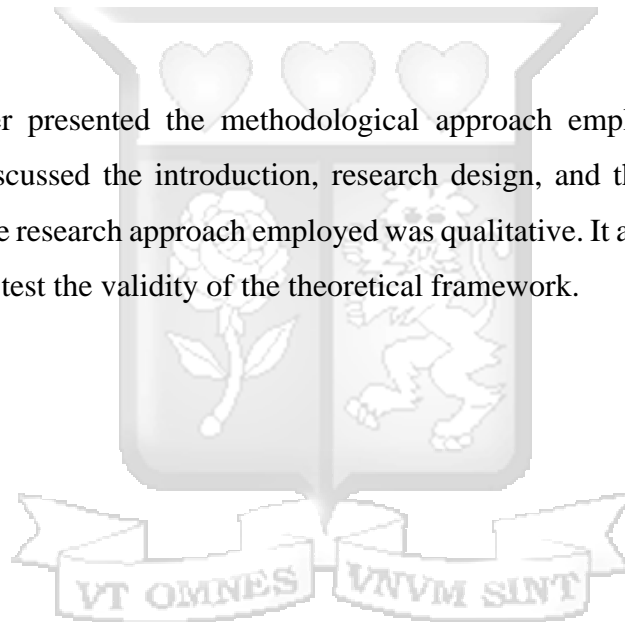 er presented the methodological approach empl
scussed the introduction, research design, and th
e research approach employed was qualitative. It a
test the validity of the theoretical framework.
VT OMNES VNVM SINT